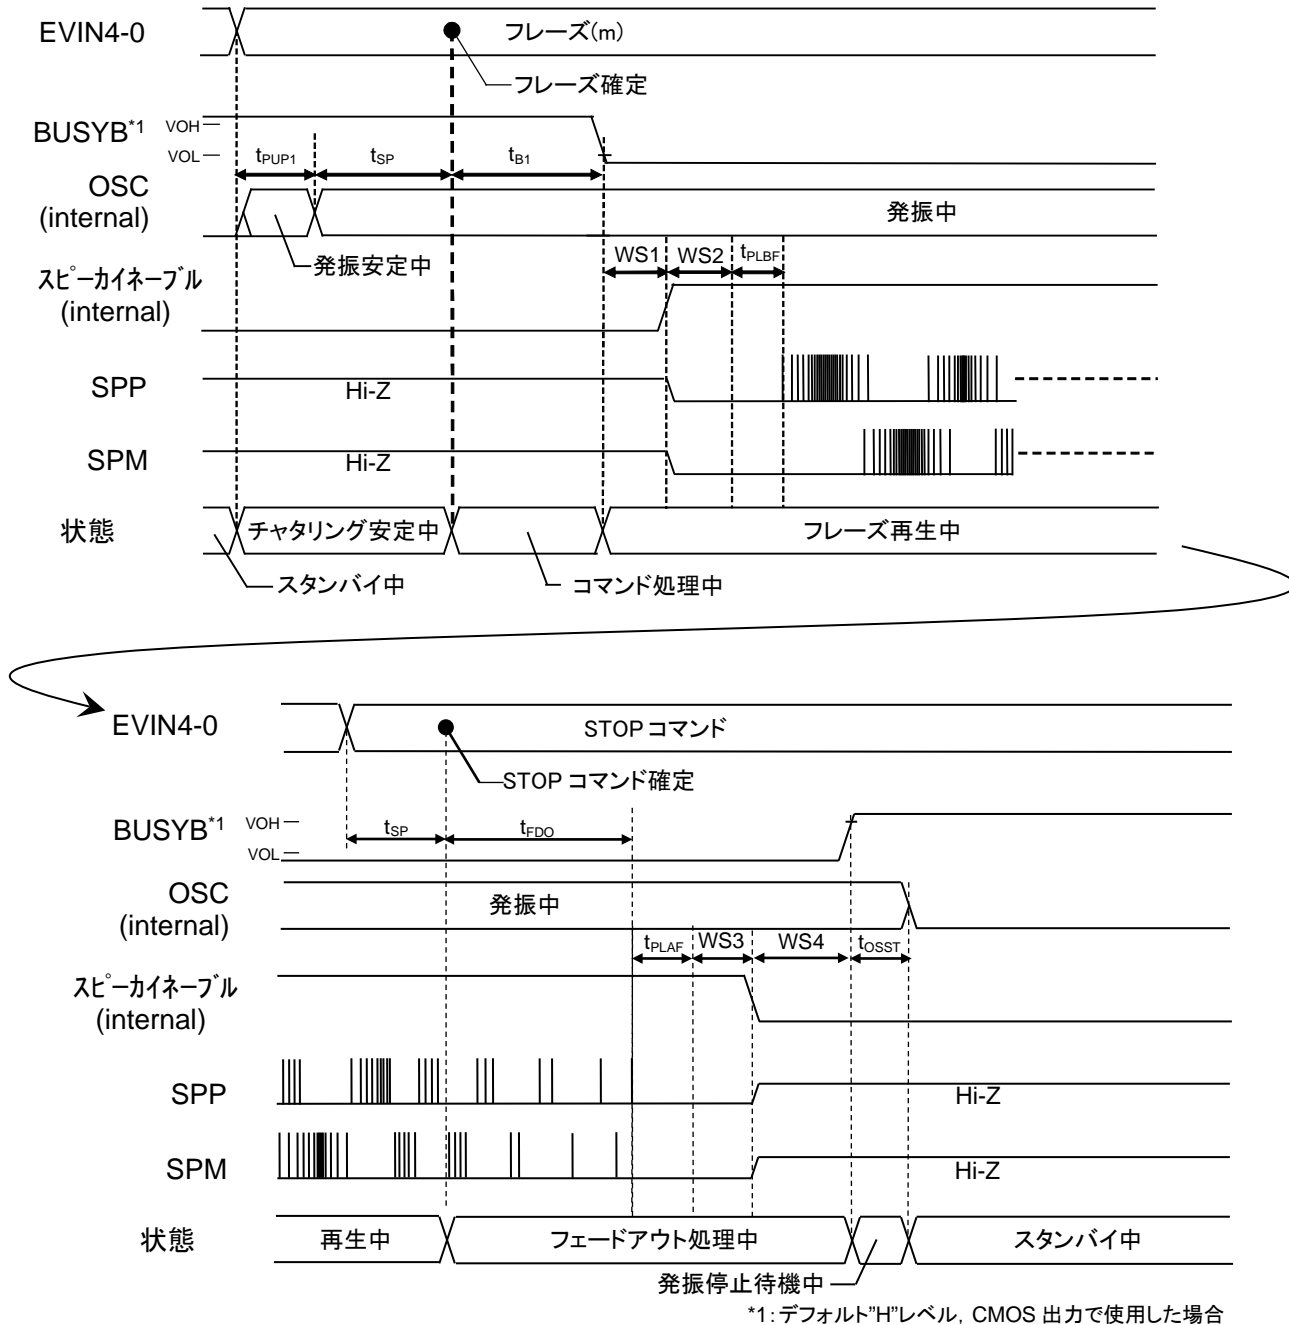 EVIN4-0
フレーズ(m)
フレーズ確定
BUSYB*1
VOH
VOL
tPUP1
tSP
tB1
OSC
(internal)
発振中
発振安定中
WS1
WS2
tPLBF
スピーカイネーブル
(internal)
SPP
Hi-Z
SPM
Hi-Z
状態
チャタリング安定中
フレーズ再生中
スタンバイ中
コマンド処理中
EVIN4-0
STOP コマンド
STOP コマンド確定
BUSYB*1
VOH
VOL
tSP
tFDO
OSC
(internal)
発振中
tPLAF
WS3
WS4
tOSST
スピーカイネーブル
(internal)
SPP
Hi-Z
SPM
Hi-Z
状態
再生中
フェードアウト処理中
スタンバイ中
発振停止待機中
*1:デフォルト"H"レベル, CMOS 出力で使用した場合